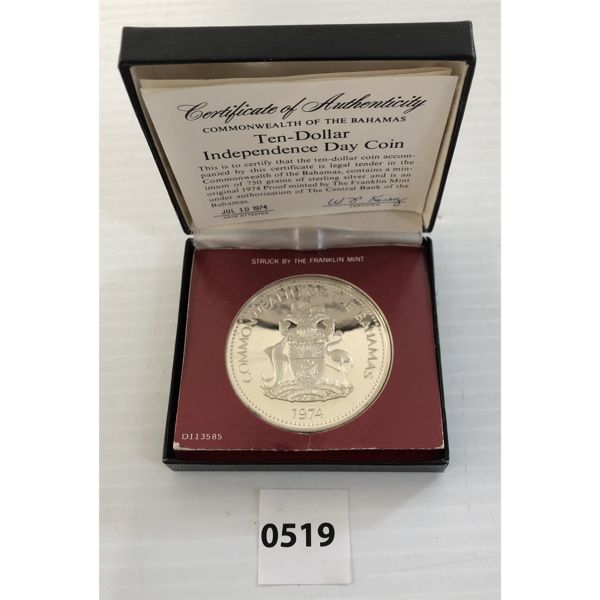 Certificate of Authenticity
COMMONWEALTH OF THE BAHAMAS
Ten-Dollar
Independence Day Coin
This is to certify that the ten-dollar coin accom-
panied by this certificate is legal tender in the
Commonwealth of the Bahamas, contains a min-
imum of 750 grains of sterling silver and is an
original 1974 Proof minted by The Franklin Mint
under authorization of The Central Bank of the
Bahamas.
JUL 10 1974
DATE ATTESTED
CERTIFIED
STRUCK BY THE FRANKLIN MINT
COMMONWEALTH OF THE BAHAMAS
1974
D113585
0519